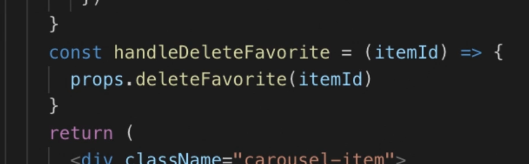 })
}
const handleDeleteFavorite = (itemId) => {
props.deleteFavorite(itemId)
}
return (
<div className="carousel-item">